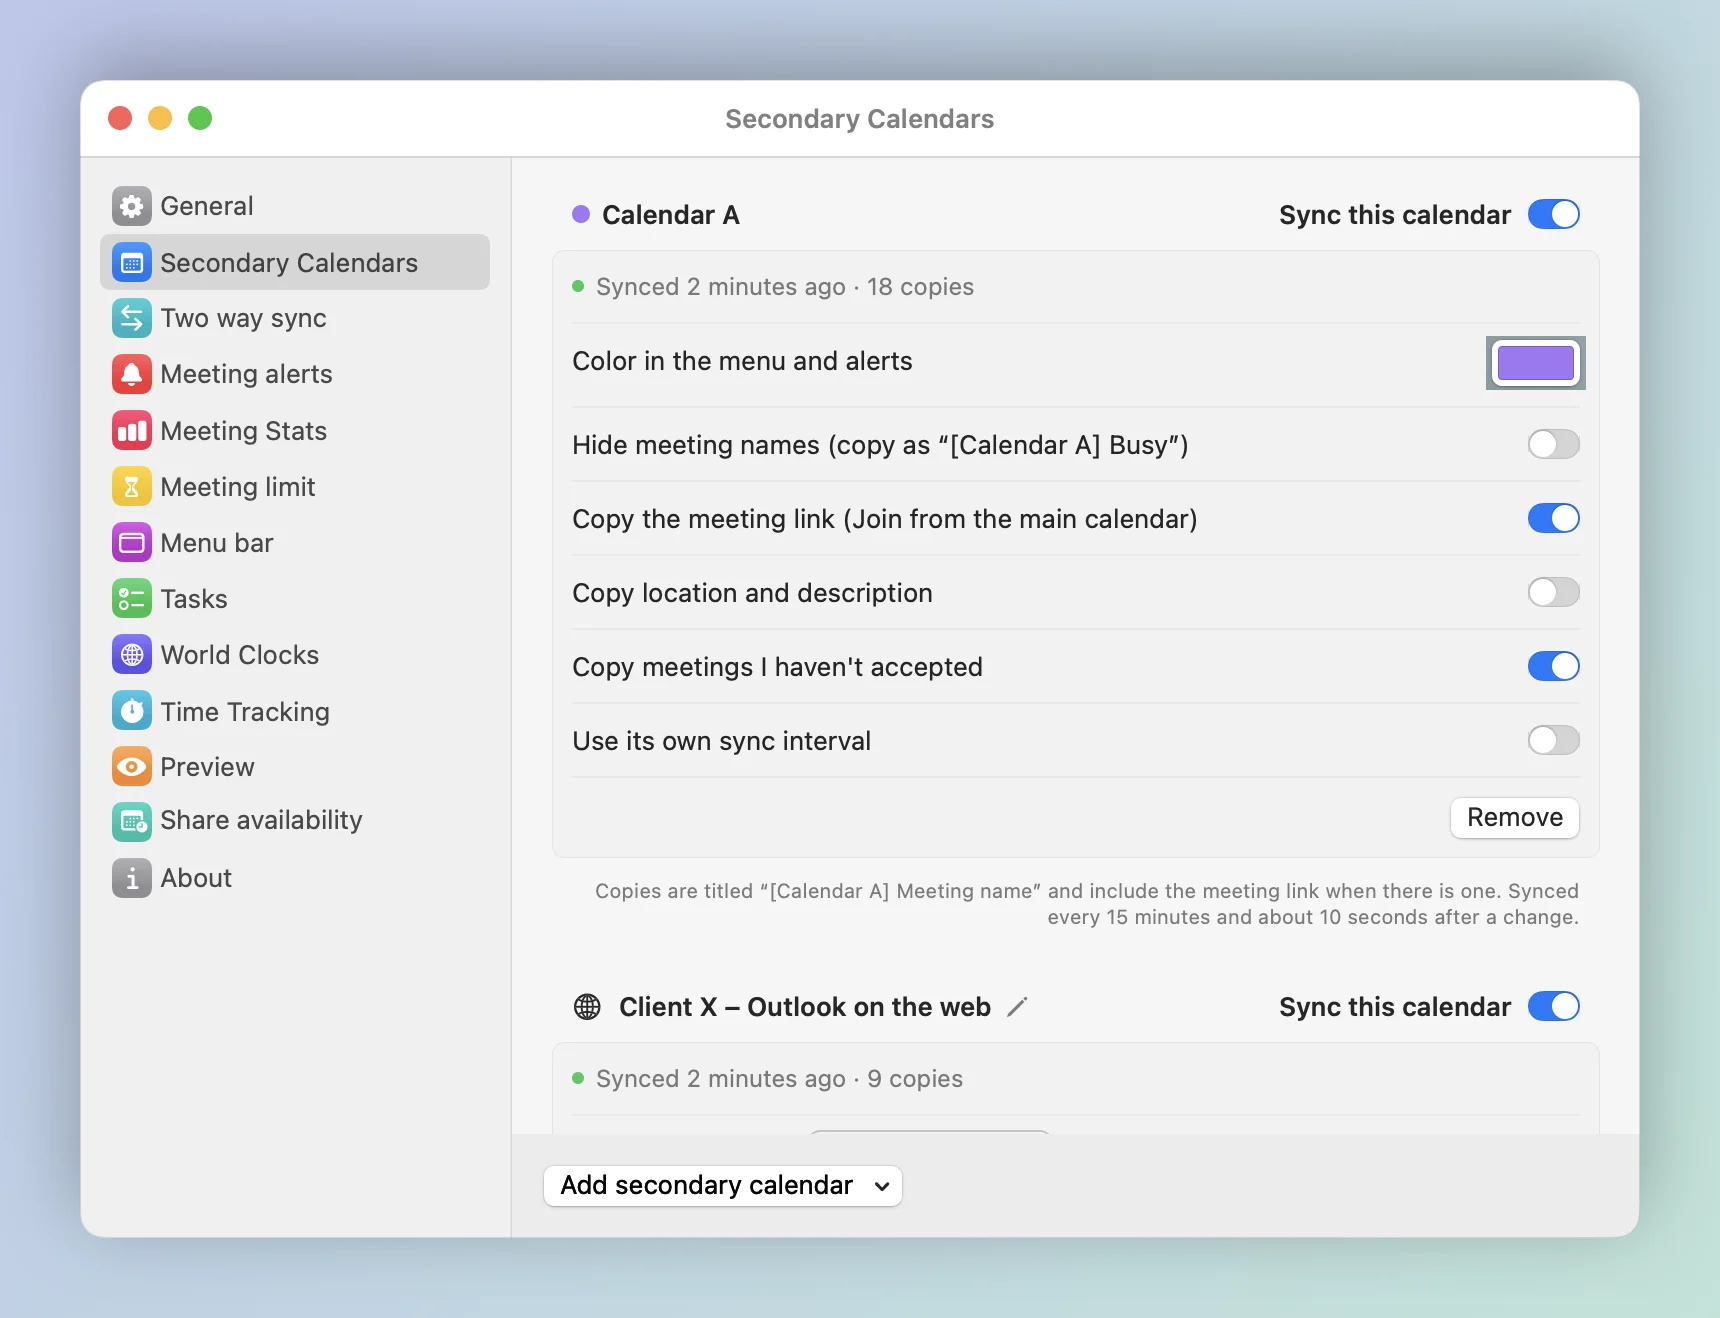 Secondary Calendars
General
Secondary Calendars
Two way sync
Meeting alerts
Meeting Stats
Meeting limit
Menu bar
Tasks
World Clocks
Time Tracking
Preview
Share availability
About
Calendar A
Sync this calendar
Synced 2 minutes ago · 18 copies
Color in the menu and alerts
Hide meeting names (copy as “[Calendar A] Busy”)
Copy the meeting link (Join from the main calendar)
Copy location and description
Copy meetings I haven't accepted
Use its own sync interval
Remove
Copies are titled “[Calendar A] Meeting name” and include the meeting link when there is one. Synced
every 15 minutes and about 10 seconds after a change.
Client X – Outlook on the web
Sync this calendar
Synced 2 minutes ago · 9 copies
Add secondary calendar